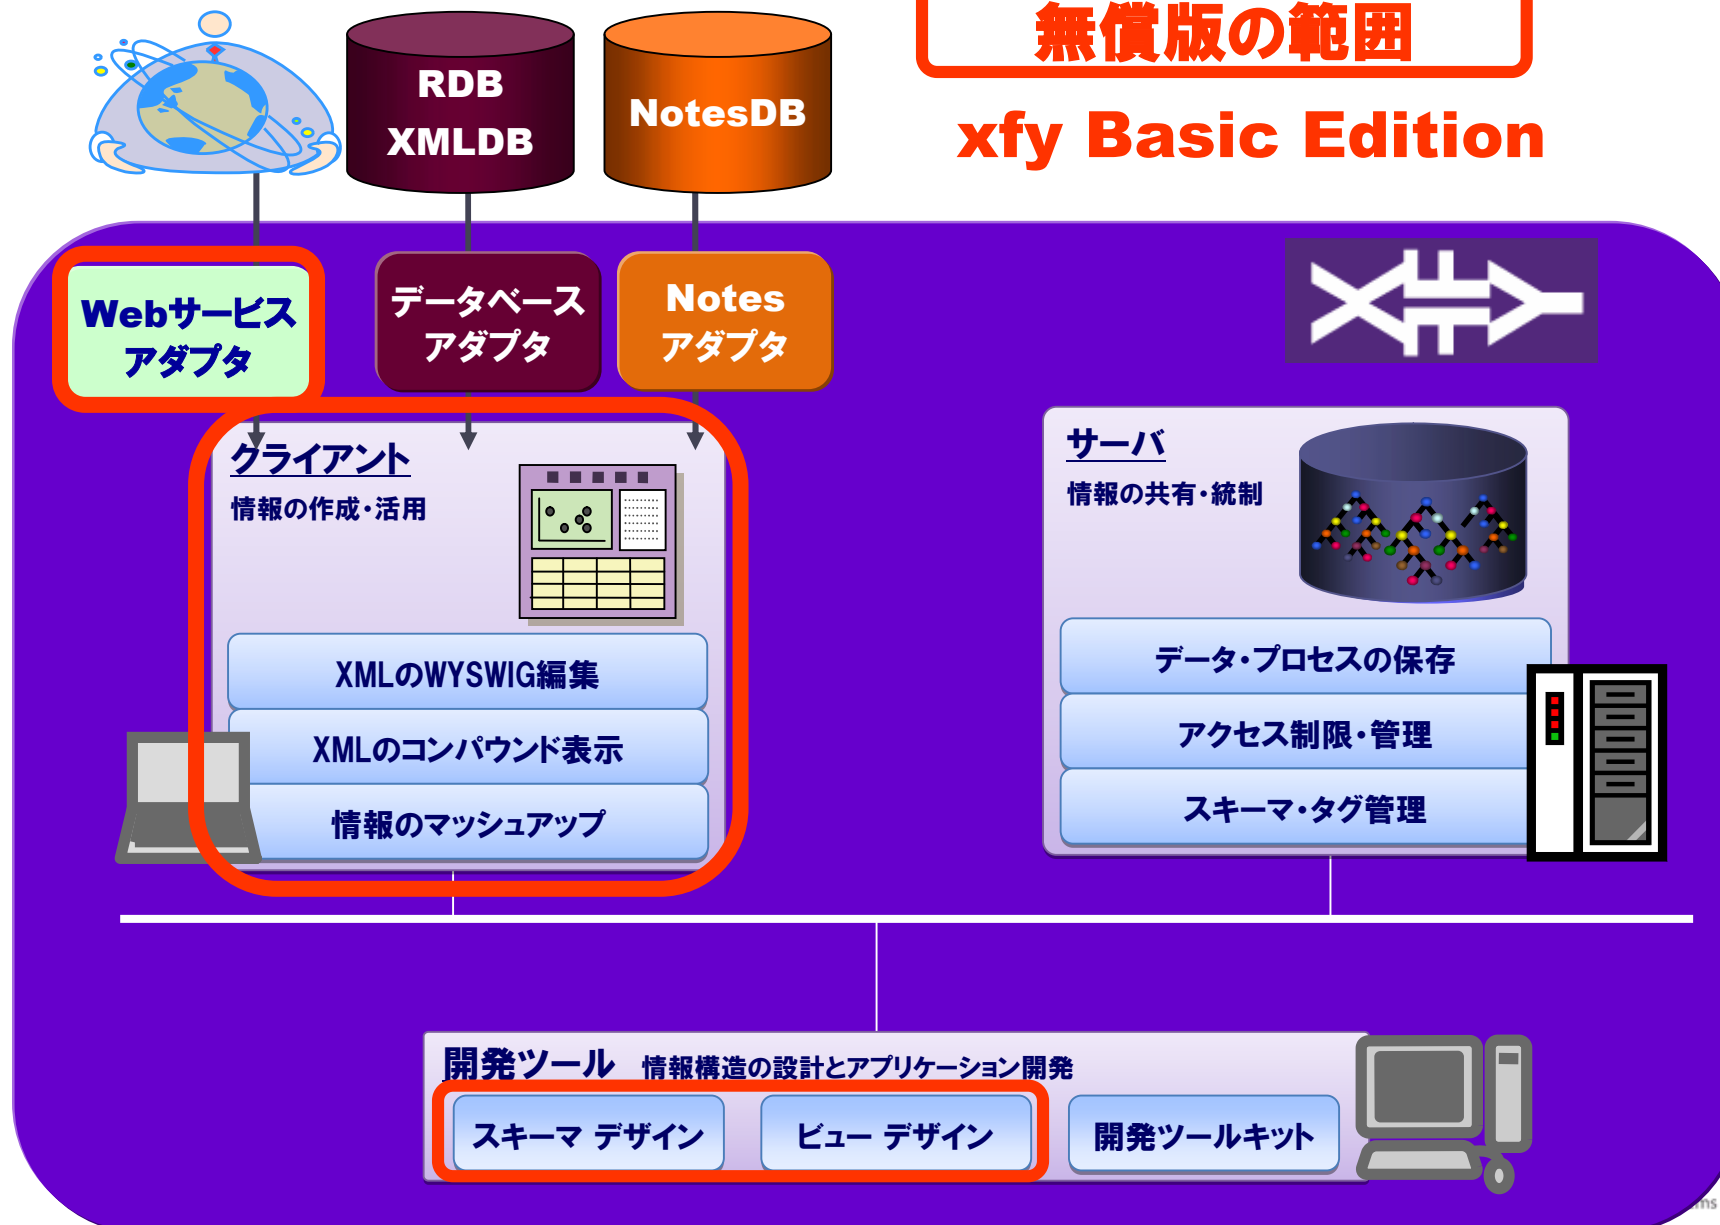 無償版の範囲
xfy Basic Edition
RDB
XMLDB
NotesDB
Webサービス
アダプタ
データベース
アダプタ
Notes
アダプタ
xfy
クライアント
情報の作成・活用
XMLのWYSWIG編集
XMLのコンパウンド表示
情報のマッシュアップ
サーバ
情報の共有・統制
データ・プロセスの保存
アクセス制限・管理
スキーマ・タグ管理
開発ツール 情報構造の設計とアプリケーション開発
スキーマ デザイン
ビュー デザイン
開発ツールキット